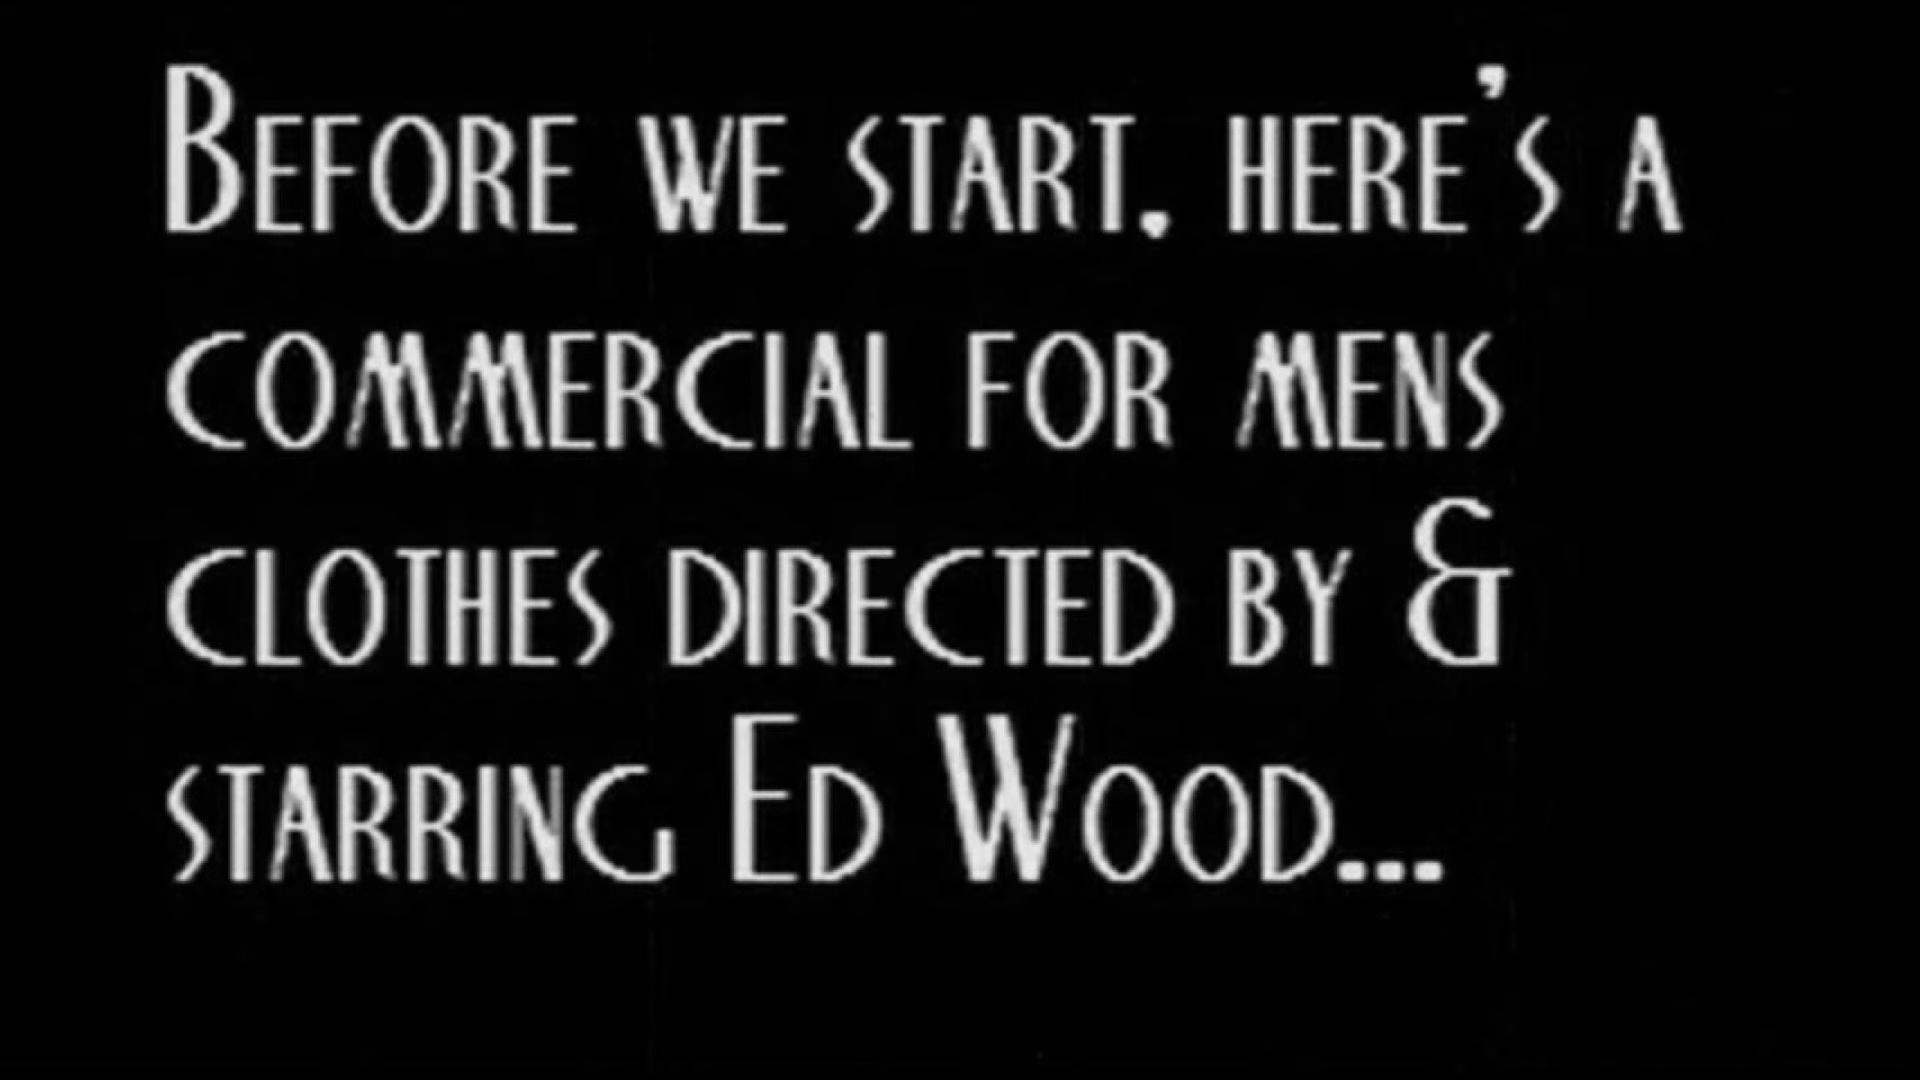 Before we start, here's a
commercial for mens
clothes directed by &
starring Ed Wood...